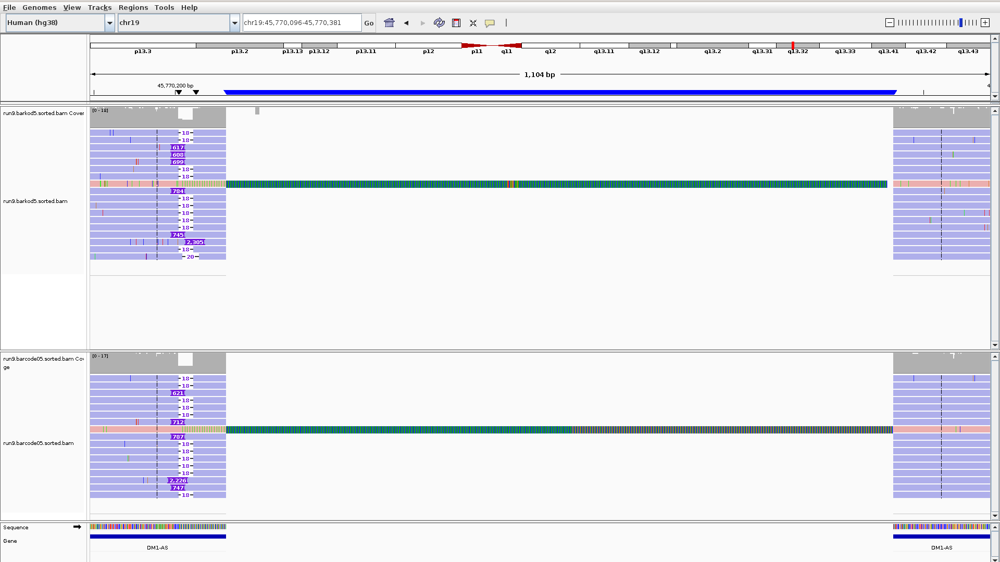 File Genomes View Tracks Regions Tools Help
Human (hg38) chr19 chr19:45,770,096-45,770,381 Go
p13.3 p13.2 p13.13 p13.12 p13.11 p12 p11 q11 q12 q13.11 q13.12 q13.2 q13.31 q13.32 q13.33 q13.41 q13.42 q13.43
1,104 bp
45,770,200 bp 4
run9.barkod5.sorted.bam Cover
[0 - 18]
18
18
617
608
699
18
18
784
run9.barkod5.sorted.bam
18
18
18
18
18
745
2,305
18
20
run9.barcode05.sorted.bam Cov
ge
[0 - 17]
18
18
621
18
18
18
712
787
run9.barcode05.sorted.bam
18
18
18
18
18
2,226
747
18
Sequence
Gene
DM1-AS DM1-AS